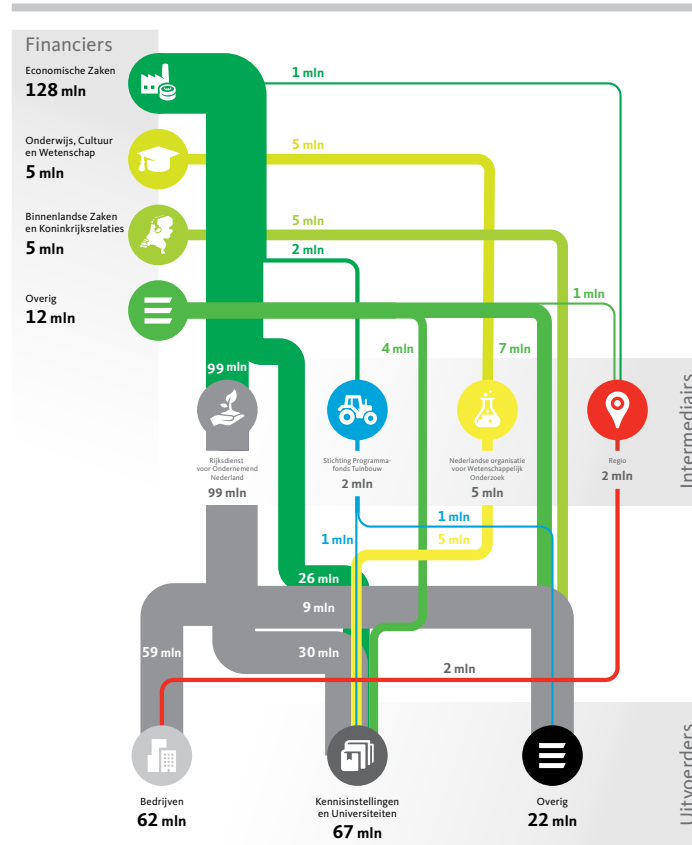 Financiers
Economische Zaken
128 mln
1 mln
Onderwijs, Cultuur
en Wetenschap
5 mln
5 mln
Binnenlandse Zaken
en Koninkrijksrelaties
5 mln
5 mln
2 mln
Overig
12 mln
1 mln
4 mln
7 mln
99 mln
Intermediairs
Rijksdienst
voor Ondernemend
Nederland
99 mln
Stichting Programma-
fonds Tuinbouw
2 mln
Nederlandse organisatie
voor Wetenschappelijk
Onderzoek
5 mln
Regio
2 mln
1 mln
1 mln
5 mln
26 mln
9 mln
59 mln
30 mln
2 mln
Uitvoerders
Bedrijven
62 mln
Kennisinstellingen
en Universiteiten
67 mln
Overig
22 mln